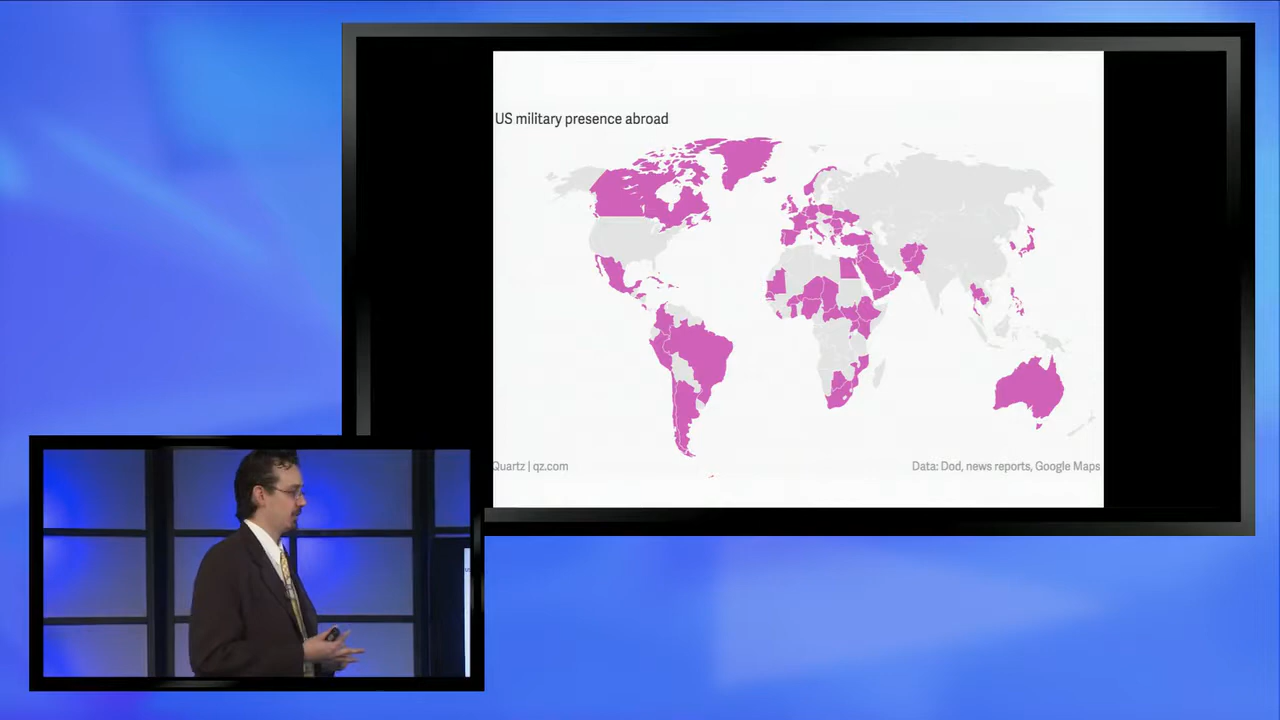 US military presence abroad
Quartz | qz.com
Data: Dod, news reports, Google Maps